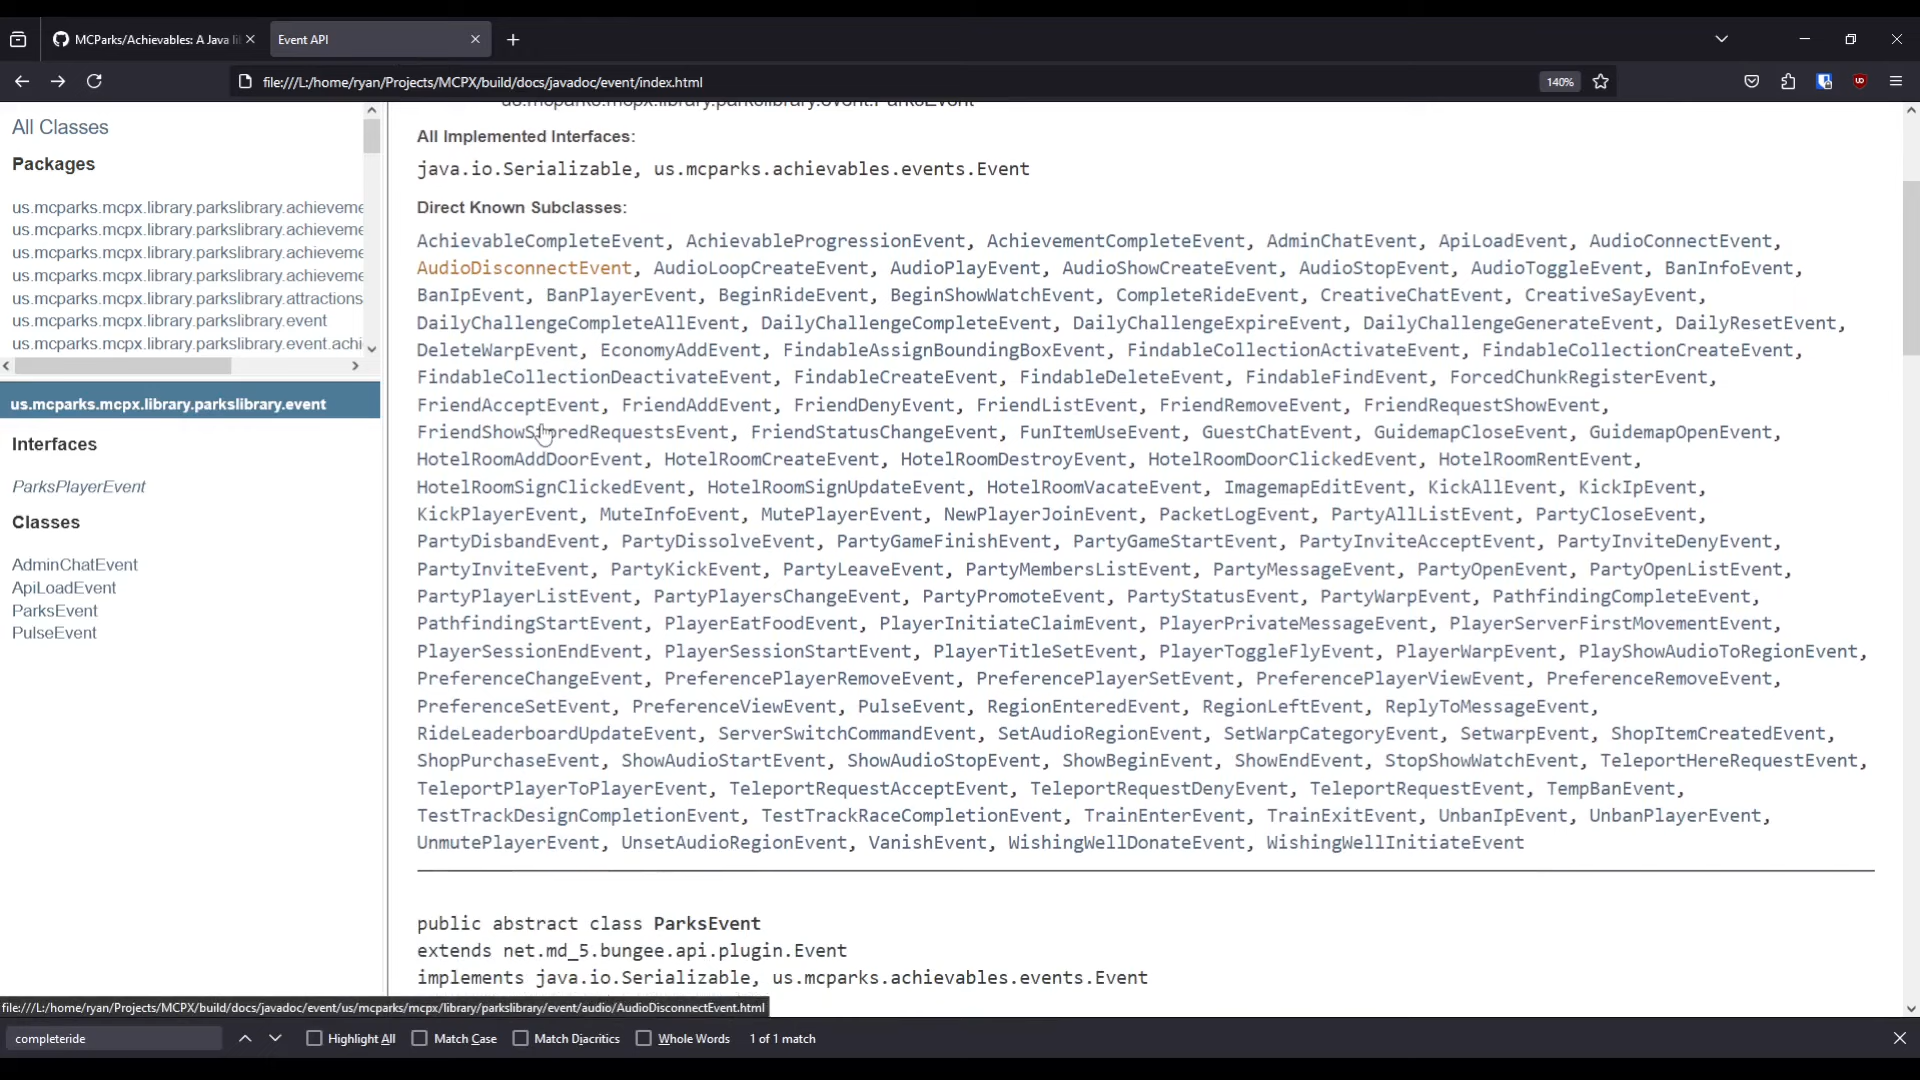 MCParks/Achievables: A Java li
Event API
file:///L:/home/ryan/Projects/MCPX/build/docs/javadoc/event/index.html
140%
All Classes
Packages
us.mcparks.mcpx.library.parkslibrary.achieveme
us.mcparks.mcpx.library.parkslibrary.achieveme
us.mcparks.mcpx.library.parkslibrary.achieveme
us.mcparks.mcpx.library.parkslibrary.achieveme
us.mcparks.mcpx.library.parkslibrary.attractions
us.mcparks.mcpx.library.parkslibrary.event
us.mcparks.mcpx.library.parkslibrary.event.achi
us.mcparks.mcpx.library.parkslibrary.event
Interfaces
ParksPlayerEvent
Classes
AdminChatEvent
ApiLoadEvent
ParksEvent
PulseEvent
us.mcparks.mcpx.library.parkslibrary.event.ParksEvent
All Implemented Interfaces:
java.io.Serializable, us.mcparks.achievables.events.Event
Direct Known Subclasses:
AchievableCompleteEvent, AchievableProgressionEvent, AchievementCompleteEvent, AdminChatEvent, ApiLoadEvent, AudioConnectEvent,
AudioDisconnectEvent, AudioLoopCreateEvent, AudioPlayEvent, AudioShowCreateEvent, AudioStopEvent, AudioToggleEvent, BanInfoEvent,
BanIpEvent, BanPlayerEvent, BeginRideEvent, BeginShowWatchEvent, CompleteRideEvent, CreativeChatEvent, CreativeSayEvent,
DailyChallengeCompleteAllEvent, DailyChallengeCompleteEvent, DailyChallengeExpireEvent, DailyChallengeGenerateEvent, DailyResetEvent,
DeleteWarpEvent, EconomyAddEvent, FindableAssignBoundingBoxEvent, FindableCollectionActivateEvent, FindableCollectionCreateEvent,
FindableCollectionDeactivateEvent, FindableCreateEvent, FindableDeleteEvent, FindableFindEvent, ForcedChunkRegisterEvent,
FriendAcceptEvent, FriendAddEvent, FriendDenyEvent, FriendListEvent, FriendRemoveEvent, FriendRequestShowEvent,
FriendShowStoredRequestsEvent, FriendStatusChangeEvent, FunItemUseEvent, GuestChatEvent, GuidemapCloseEvent, GuidemapOpenEvent,
HotelRoomAddDoorEvent, HotelRoomCreateEvent, HotelRoomDestroyEvent, HotelRoomDoorClickedEvent, HotelRoomRentEvent,
HotelRoomSignClickedEvent, HotelRoomSignUpdateEvent, HotelRoomVacateEvent, ImagemapEditEvent, KickAllEvent, KickIpEvent,
KickPlayerEvent, MuteInfoEvent, MutePlayerEvent, NewPlayerJoinEvent, PacketLogEvent, PartyAllListEvent, PartyCloseEvent,
PartyDisbandEvent, PartyDissolveEvent, PartyGameFinishEvent, PartyGameStartEvent, PartyInviteAcceptEvent, PartyInviteDenyEvent,
PartyInviteEvent, PartyKickEvent, PartyLeaveEvent, PartyMembersListEvent, PartyMessageEvent, PartyOpenEvent, PartyOpenListEvent,
PartyPlayerListEvent, PartyPlayersChangeEvent, PartyPromoteEvent, PartyStatusEvent, PartyWarpEvent, PathfindingCompleteEvent,
PathfindingStartEvent, PlayerEatFoodEvent, PlayerInitiateClaimEvent, PlayerPrivateMessageEvent, PlayerServerFirstMovementEvent,
PlayerSessionEndEvent, PlayerSessionStartEvent, PlayerTitleSetEvent, PlayerToggleFlyEvent, PlayerWarpEvent, PlayShowAudioToRegionEvent,
PreferenceChangeEvent, PreferencePlayerRemoveEvent, PreferencePlayerSetEvent, PreferencePlayerViewEvent, PreferenceRemoveEvent,
PreferenceSetEvent, PreferenceViewEvent, PulseEvent, RegionEnteredEvent, RegionLeftEvent, ReplyToMessageEvent,
RideLeaderboardUpdateEvent, ServerSwitchCommandEvent, SetAudioRegionEvent, SetWarpCategoryEvent, SetwarpEvent, ShopItemCreatedEvent,
ShopPurchaseEvent, ShowAudioStartEvent, ShowAudioStopEvent, ShowBeginEvent, ShowEndEvent, StopShowWatchEvent, TeleportHereRequestEvent,
TeleportPlayerToPlayerEvent, TeleportRequestAcceptEvent, TeleportRequestDenyEvent, TeleportRequestEvent, TempBanEvent,
TestTrackDesignCompletionEvent, TestTrackRaceCompletionEvent, TrainEnterEvent, TrainExitEvent, UnbanIpEvent, UnbanPlayerEvent,
UnmutePlayerEvent, UnsetAudioRegionEvent, VanishEvent, WishingWellDonateEvent, WishingWellInitiateEvent
public abstract class ParksEvent
extends net.md_5.bungee.api.plugin.Event
implements java.io.Serializable, us.mcparks.achievables.events.Event
file:///L:/home/ryan/Projects/MCPX/build/docs/javadoc/event/us/mcparks/mcpx/library/parkslibrary/event/audio/AudioDisconnectEvent.html
completeride
Highlight All
Match Case
Match Diacritics
Whole Words
1 of 1 match